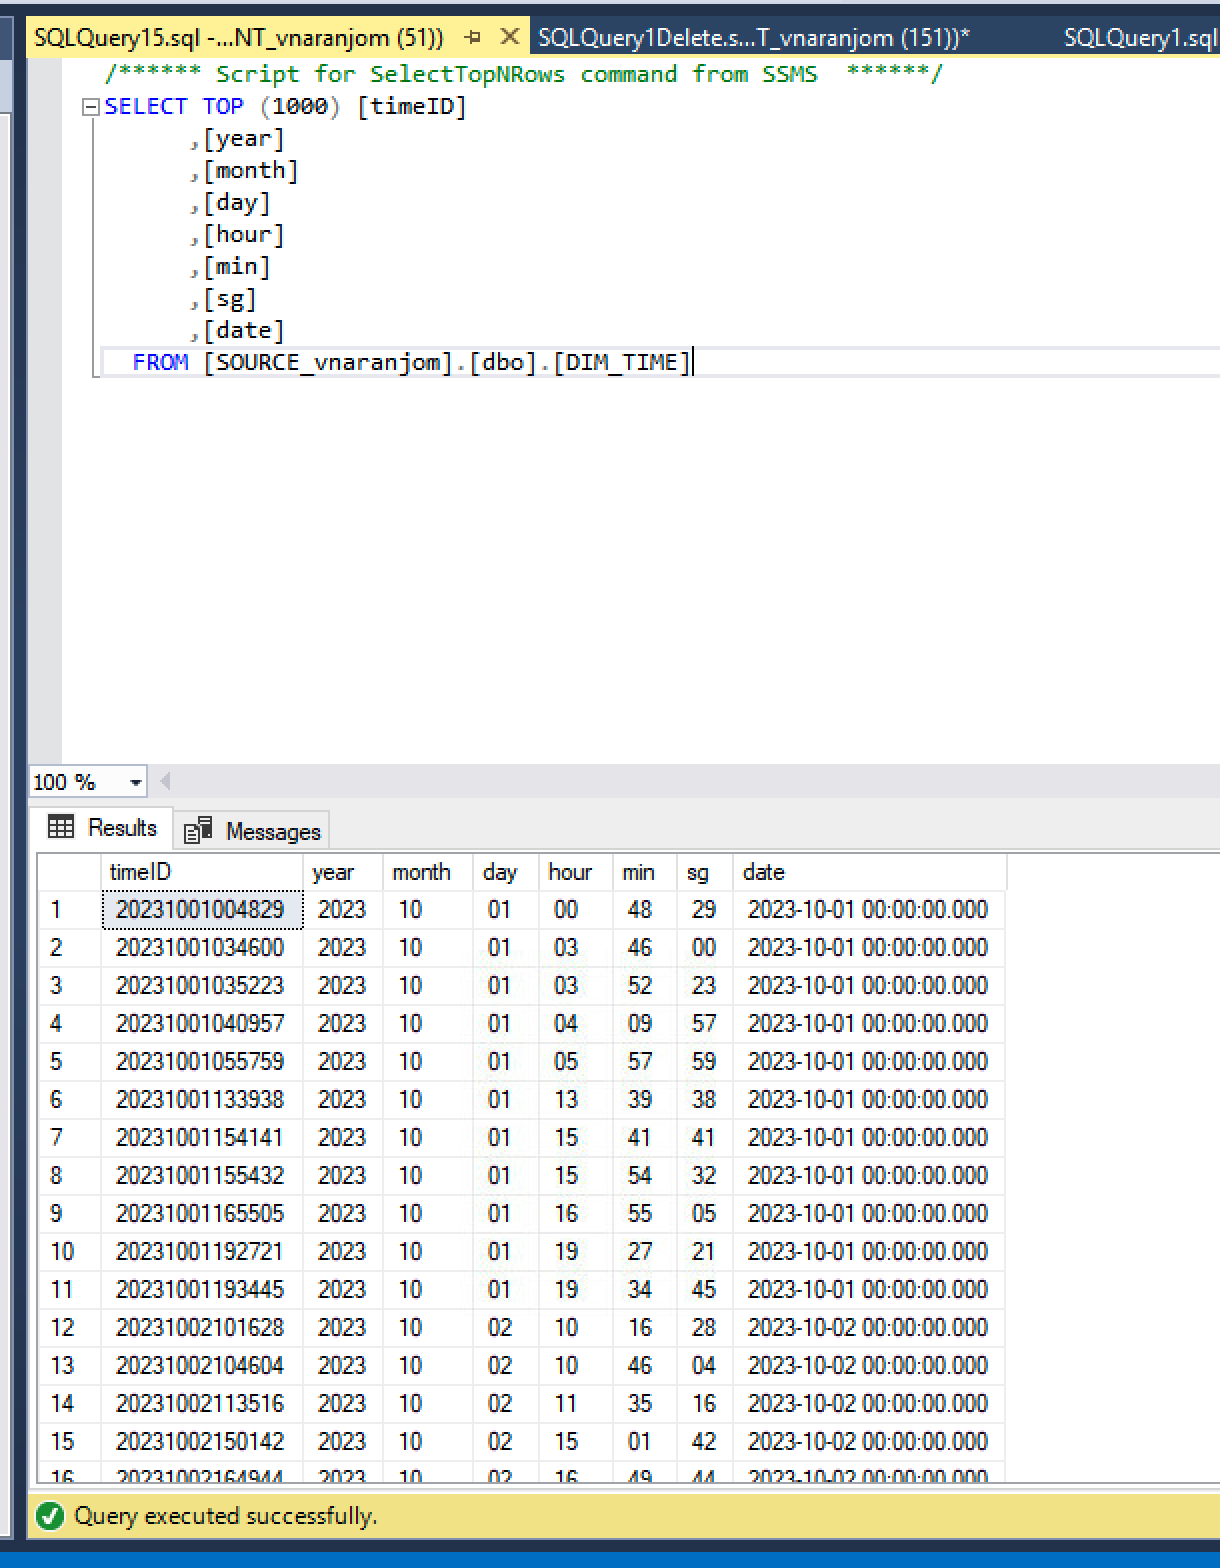 SQLQuery15.sql -...NT_vnaranjom (51)) SQLQuery1Delete.s...T_vnaranjom (151))* SQLQuery1.sql
/****** Script for SelectTopNRows command from SSMS  ******/
SELECT TOP (1000) [timeID]
,[year]
,[month]
,[day]
,[hour]
,[min]
,[sg]
,[date]
FROM [SOURCE_vnaranjom].[dbo].[DIM_TIME]
100 %
Results Messages
timeID year month day hour min sg date
1 20231001004829 2023 10 01 00 48 29 2023-10-01 00:00:00.000
2 20231001034600 2023 10 01 03 46 00 2023-10-01 00:00:00.000
3 20231001035223 2023 10 01 03 52 23 2023-10-01 00:00:00.000
4 20231001040957 2023 10 01 04 09 57 2023-10-01 00:00:00.000
5 20231001055759 2023 10 01 05 57 59 2023-10-01 00:00:00.000
6 20231001133938 2023 10 01 13 39 38 2023-10-01 00:00:00.000
7 20231001154141 2023 10 01 15 41 41 2023-10-01 00:00:00.000
8 20231001155432 2023 10 01 15 54 32 2023-10-01 00:00:00.000
9 20231001165505 2023 10 01 16 55 05 2023-10-01 00:00:00.000
10 20231001192721 2023 10 01 19 27 21 2023-10-01 00:00:00.000
11 20231001193445 2023 10 01 19 34 45 2023-10-01 00:00:00.000
12 20231002101628 2023 10 02 10 16 28 2023-10-02 00:00:00.000
13 20231002104604 2023 10 02 10 46 04 2023-10-02 00:00:00.000
14 20231002113516 2023 10 02 11 35 16 2023-10-02 00:00:00.000
15 20231002150142 2023 10 02 15 01 42 2023-10-02 00:00:00.000
16 20231002164944 2023 10 02 16 49 44 2023-10-02 00:00:00.000
Query executed successfully.